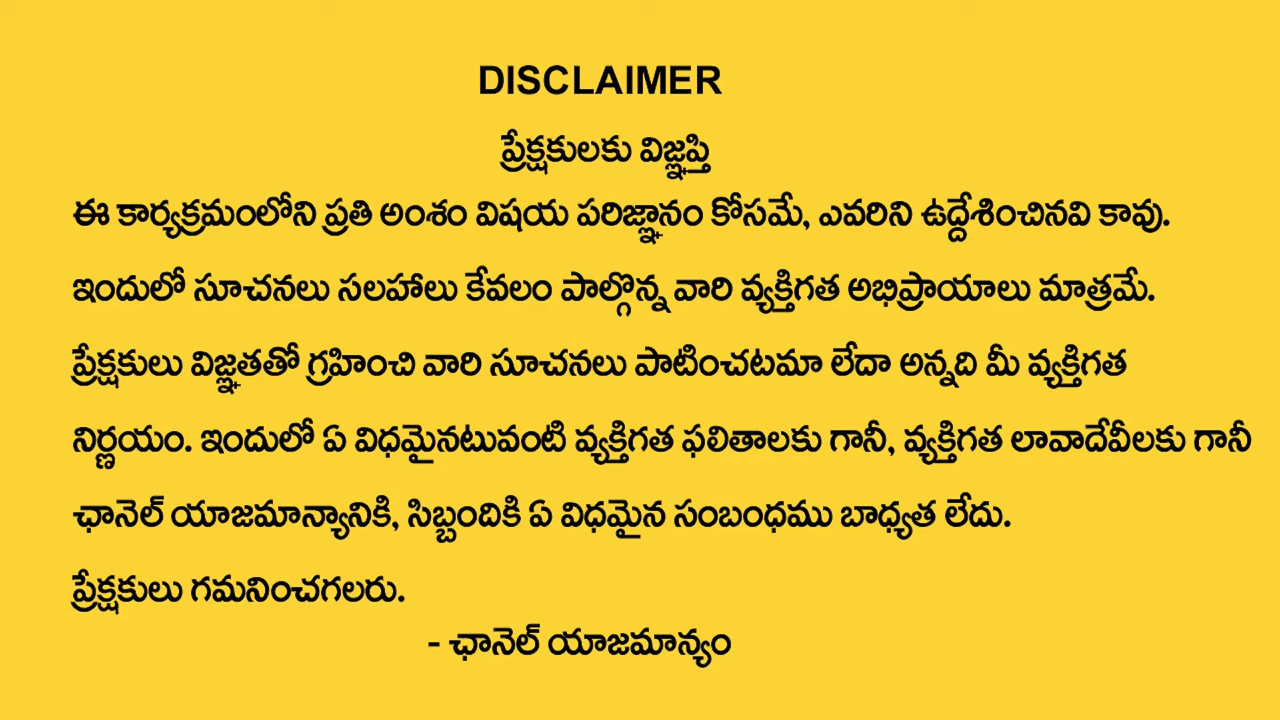 DISCLAIMER
ప్రేక్షకులకు విజ్ఞప్తి
ఈ కార్యక్రమంలోని ప్రతి అంశం విషయ పరిజ్ఞానం కోసమే, ఎవరిని ఉద్దేశించినవి కావు.
ఇందులో సూచనలు సలహాలు కేవలం పాల్గొన్న వారి వ్యక్తిగత అభిప్రాయాలు మాత్రమే.
ప్రేక్షకులు విజ్ఞతతో గ్రహించి వారి సూచనలు పాటించటమా లేదా అన్నది మీ వ్యక్తిగత
నిర్ణయం. ఇందులో ఏ విధమైనటువంటి వ్యక్తిగత ఫలితాలకు గానీ, వ్యక్తిగత లావాదేవీలకు గానీ
ఛానెల్ యాజమాన్యానికి, సిబ్బందికి ఏ విధమైన సంబంధము బాధ్యత లేదు.
ప్రేక్షకులు గమనించగలరు.
- ఛానెల్ యాజమాన్యం